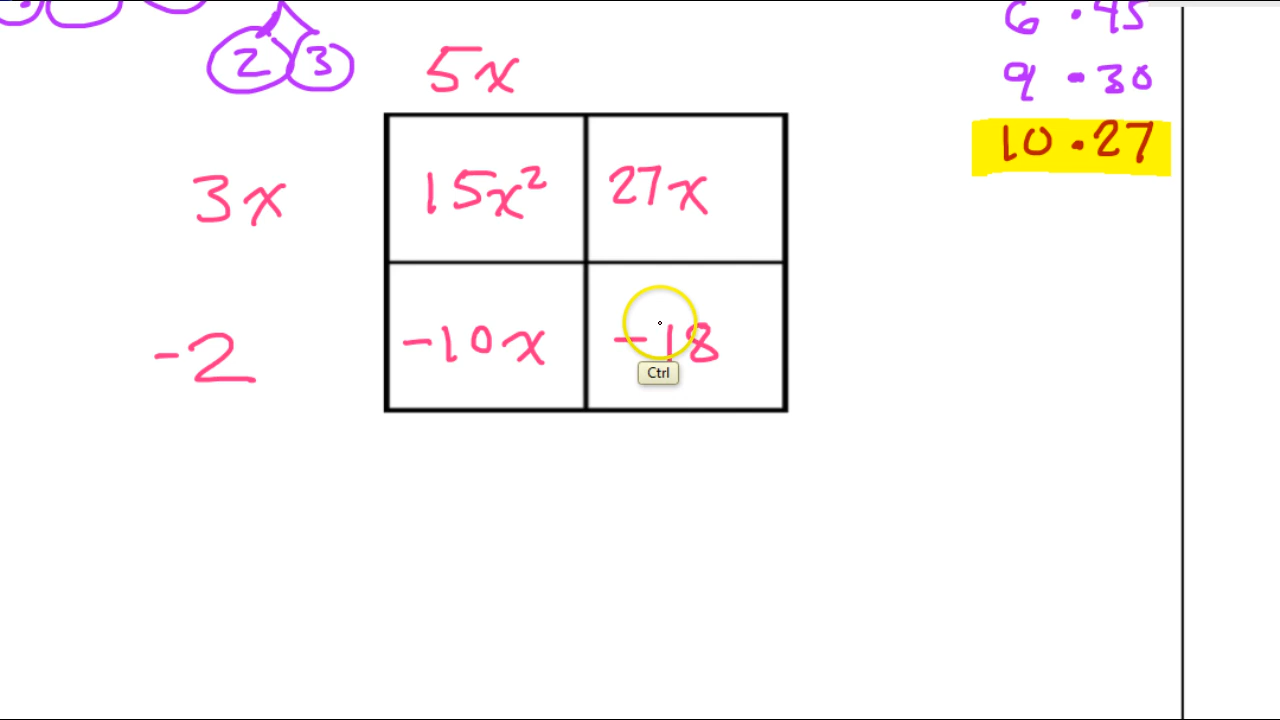 6 · 45
2 3 5x 9 · 30
10 · 27
3x 15x² 27x
-2 -10x -18
Ctrl